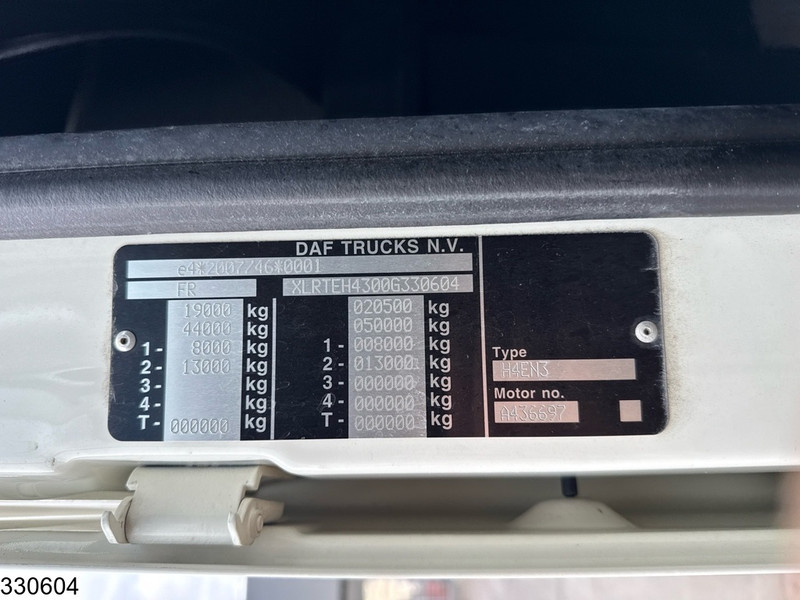 DAF TRUCKS N.V.
e4*2007/46*0001
FR XLRTEH4300G330604
19000 kg 020500 kg
44000 kg 050000 kg
1- 8000 kg 1- 008000 kg
2- 13000 kg 2- 013000 kg
3- kg 3- 000000 kg
4- kg 4- 000000 kg
T- 000000 kg T- 000000 kg
Type
H4EN3
Motor no.
A436697
330604